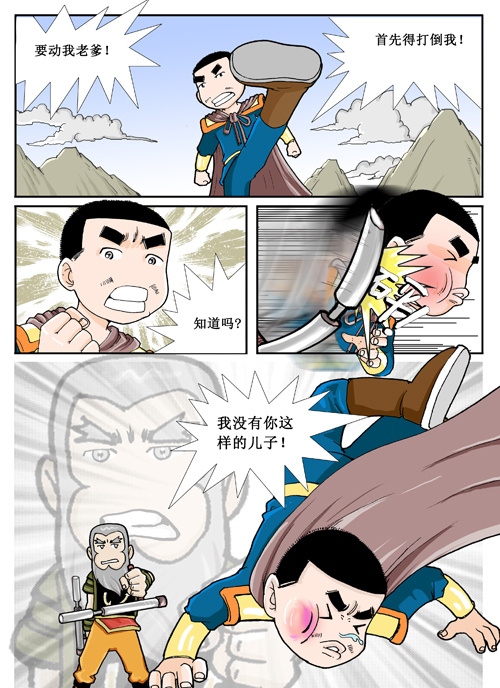 要动我老爹！
首先得打倒我！
知道吗?
砰
我没有你这
样的儿子！